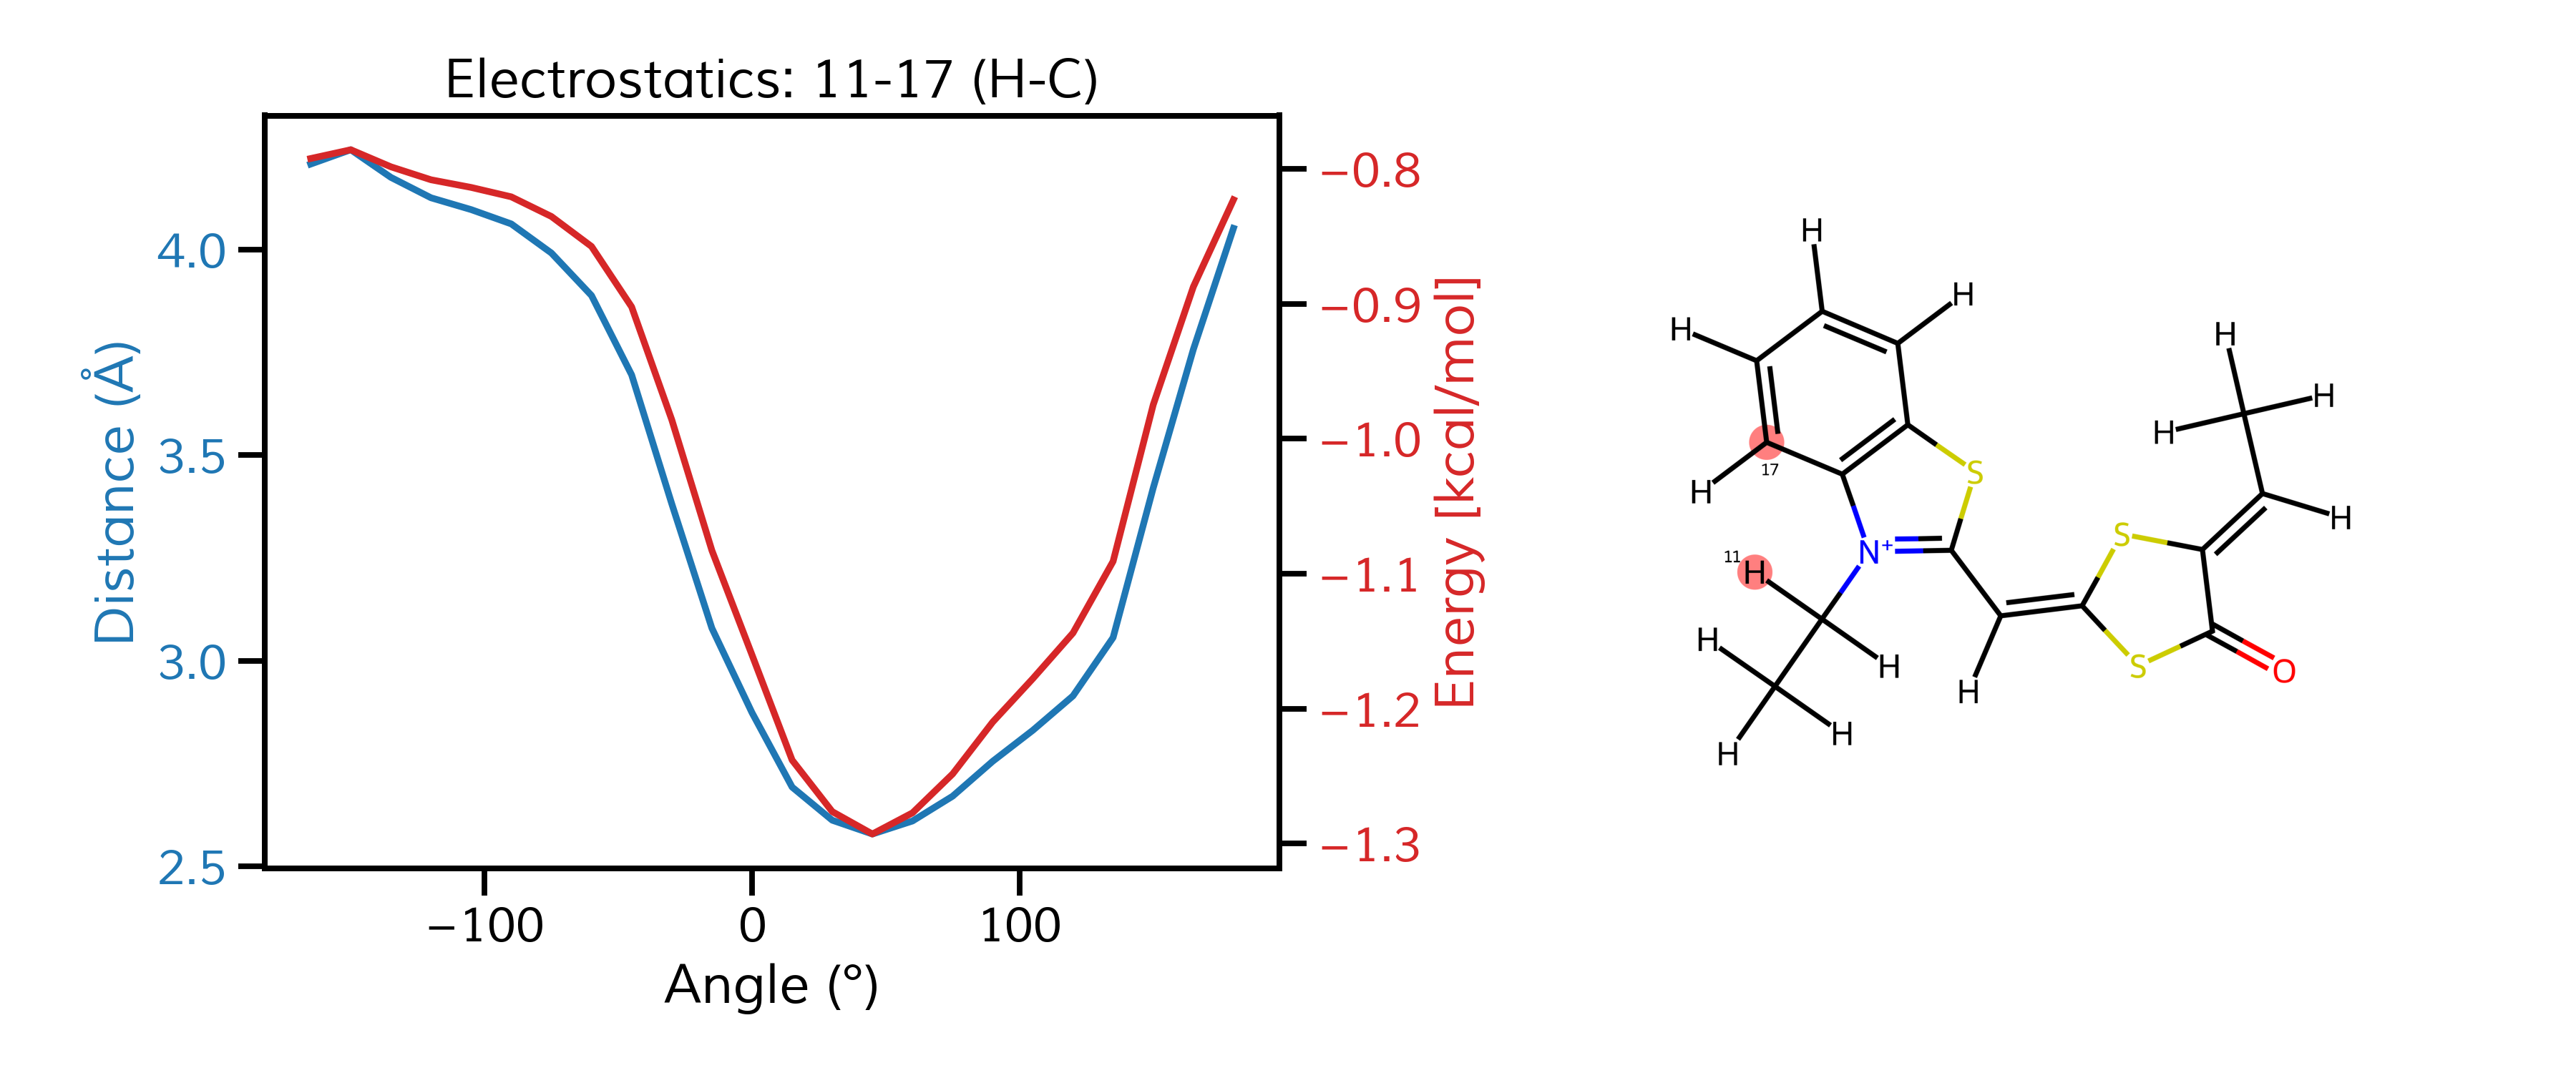 Electrostatics: 11-17 (H-C)
Distance (Å)
4.0
3.5
3.0
2.5
−100
0
100
Angle (°)
−0.8
−0.9
−1.0
−1.1
−1.2
−1.3
Energy [kcal/mol]
H
H
H
H
H
H
H
17
S
H
H
S
N+
11
H
H
H
S
H
O
H
H